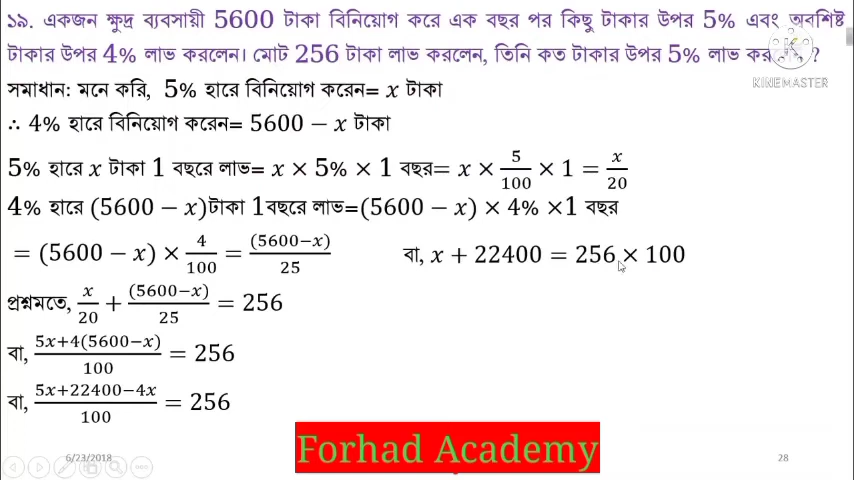 ১৯. একজন ক্ষুদ্র ব্যবসায়ী 5600 টাকা বিনিয়োগ করে এক বছর পর কিছু টাকার উপর 5% এবং অবশিষ্ট
টাকার উপর 4% লাভ করলেন। মোট 256 টাকা লাভ করলেন, তিনি কত টাকার উপর 5% লাভ ?
KINEMASTER
সমাধান: মনে করি, 5% হারে বিনিয়োগ করেন= x টাকা
∴ 4% হারে বিনিয়োগ করেন= 5600 − x টাকা
5% হারে x টাকা 1 বছরে লাভ= x × 5% × 1 বছর= x × 5/100 × 1 = x/20
4% হারে (5600 − x)টাকা 1বছরে লাভ=(5600 − x) × 4% ×1 বছর
= (5600 − x) × 4/100 = (5600−x)/25
প্রশ্নমতে, x/20 + (5600−x)/25 = 256
বা, (5x+4(5600−x))/100 = 256
বা, (5x+22400−4x)/100 = 256
বা, x + 22400 = 256 × 100
Forhad Academy
6/23/2018
28